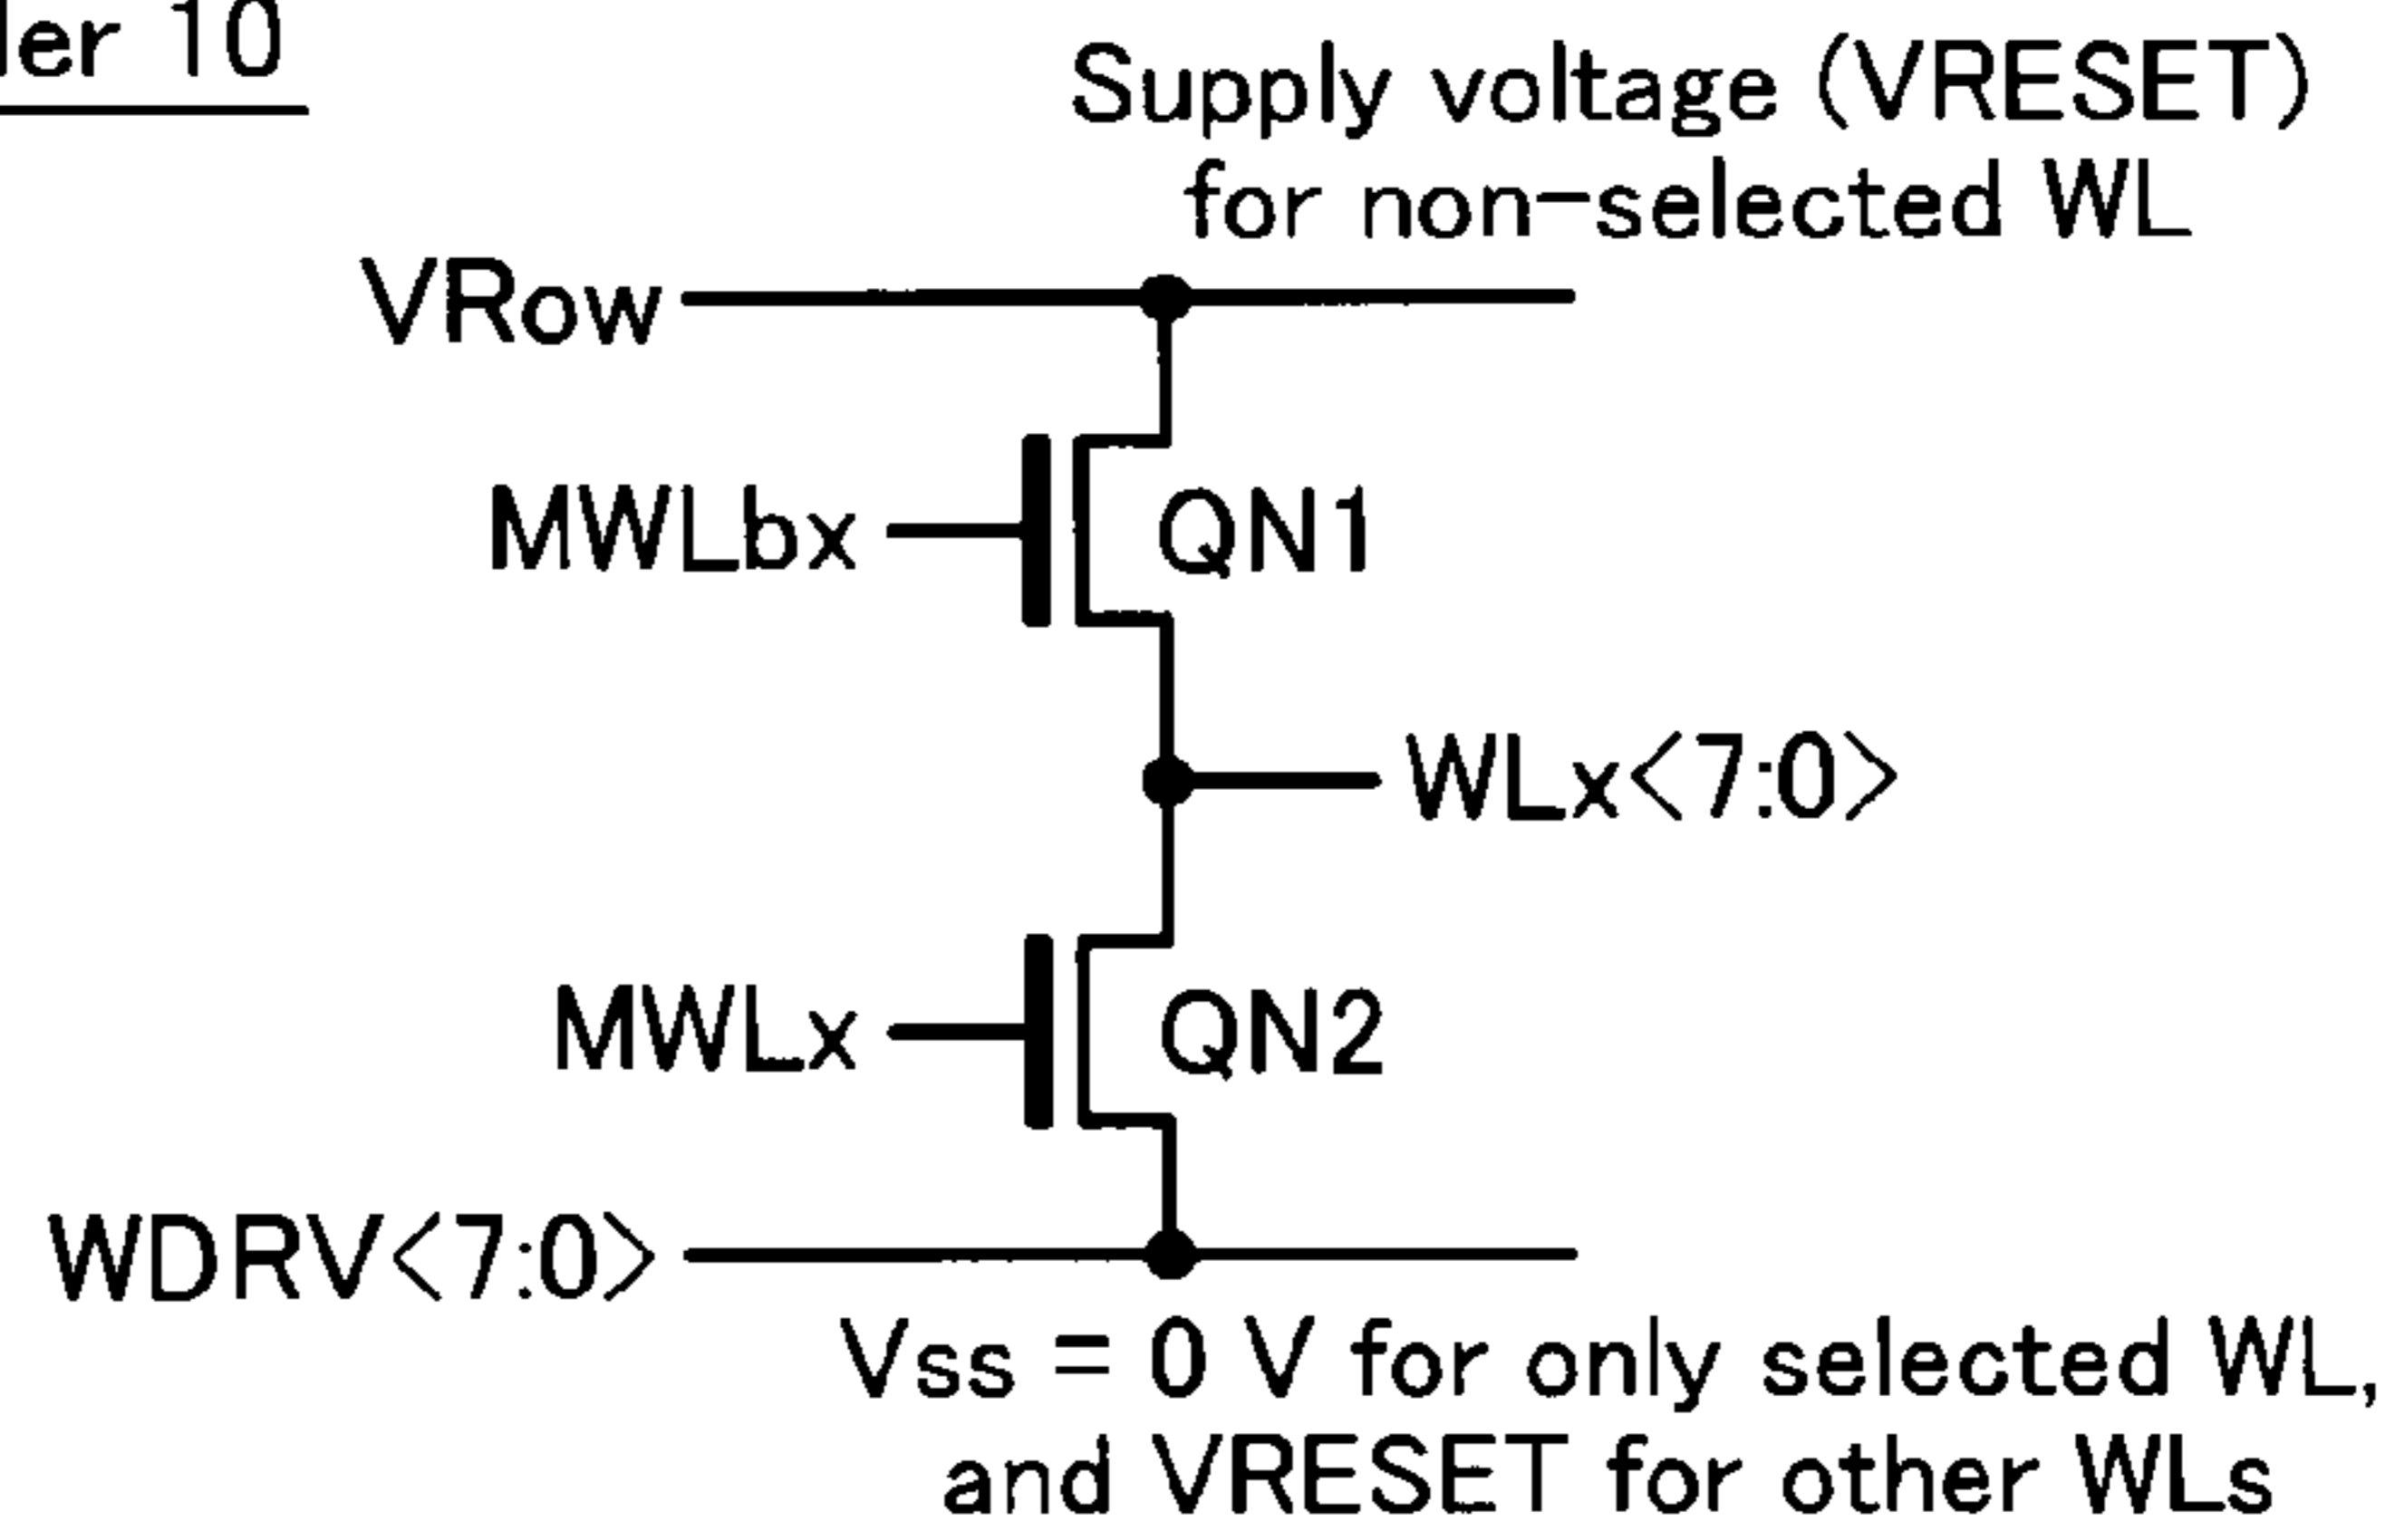 10
Supply voltage (VRESET)
for non-selected WL
VRow
MWLbx
QN1
WLx<7:0>
MWLx
QN2
WDRV<7:0>
Vss = 0 V for only selected WL,
and VRESET for other WLs